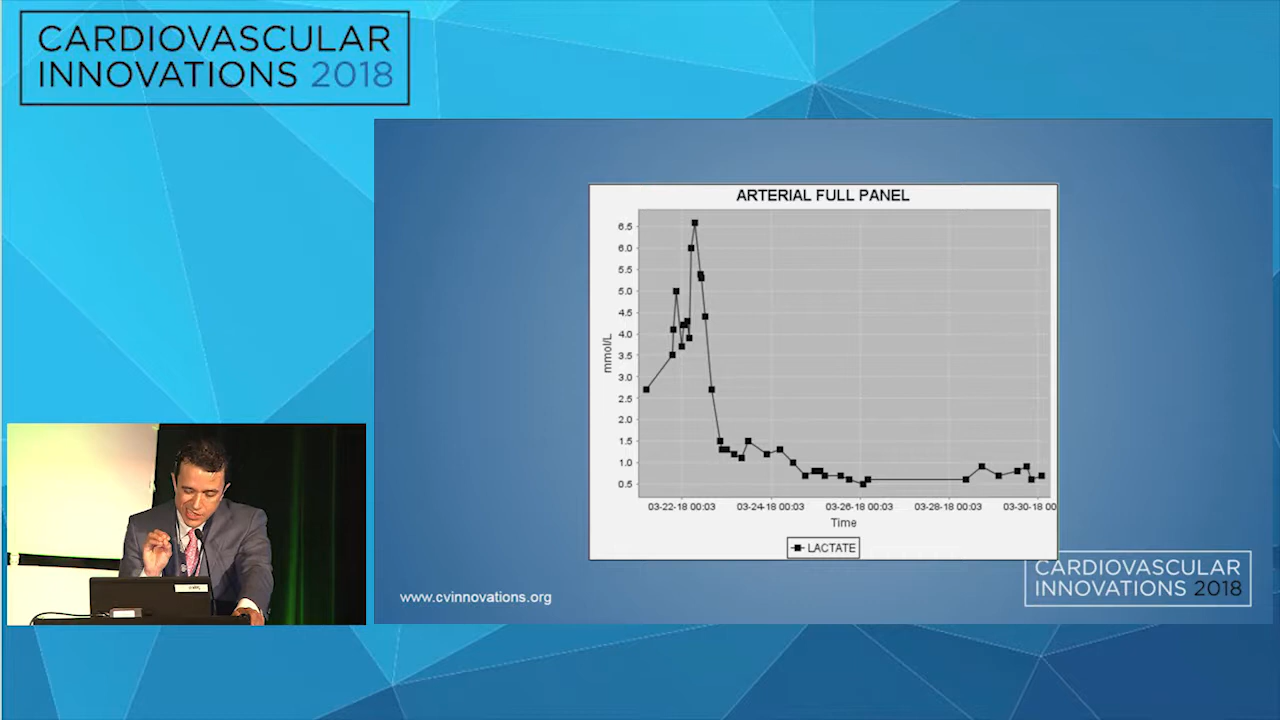 CARDIOVASCULAR
INNOVATIONS 2018
ARTERIAL FULL PANEL
6.5
6.0
5.5
5.0
4.5
4.0
3.5
3.0
2.5
2.0
1.5
1.0
0.5
mmol/L
03-22-18 00:03 03-24-18 00:03 03-26-18 00:03 03-28-18 00:03 03-30-18 00
Time
LACTATE
www.cvinnovations.org
CARDIOVASCULAR
INNOVATIONS 2018